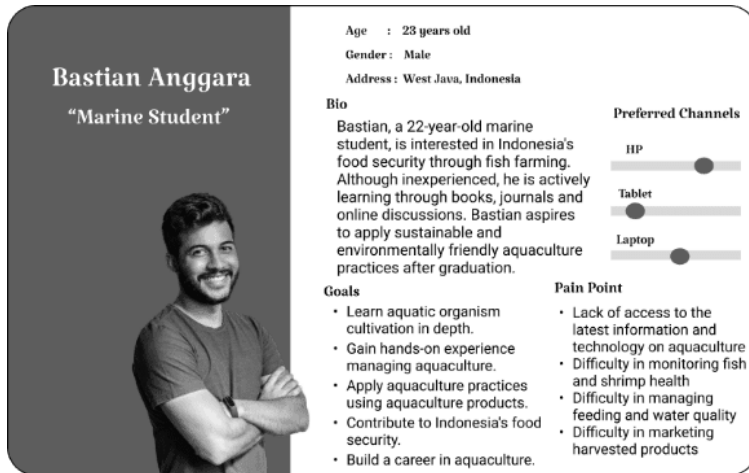 Bastian Anggara
“Marine Student”
Age : 23 years old
Gender : Male
Address : West Java, Indonesia
Bio
Bastian, a 22-year-old marine
student, is interested in Indonesia's
food security through fish farming.
Although inexperienced, he is actively
learning through books, journals and
online discussions. Bastian aspires
to apply sustainable and
environmentally friendly aquaculture
practices after graduation.
Preferred Channels
HP
Tablet
Laptop
Goals
• Learn aquatic organism
cultivation in depth.
• Gain hands-on experience
managing aquaculture.
• Apply aquaculture practices
using aquaculture products.
• Contribute to Indonesia's food
security.
• Build a career in aquaculture.
Pain Point
• Lack of access to the
latest information and
technology on aquaculture
• Difficulty in monitoring fish
and shrimp health
• Difficulty in managing
feeding and water quality
• Difficulty in marketing
harvested products